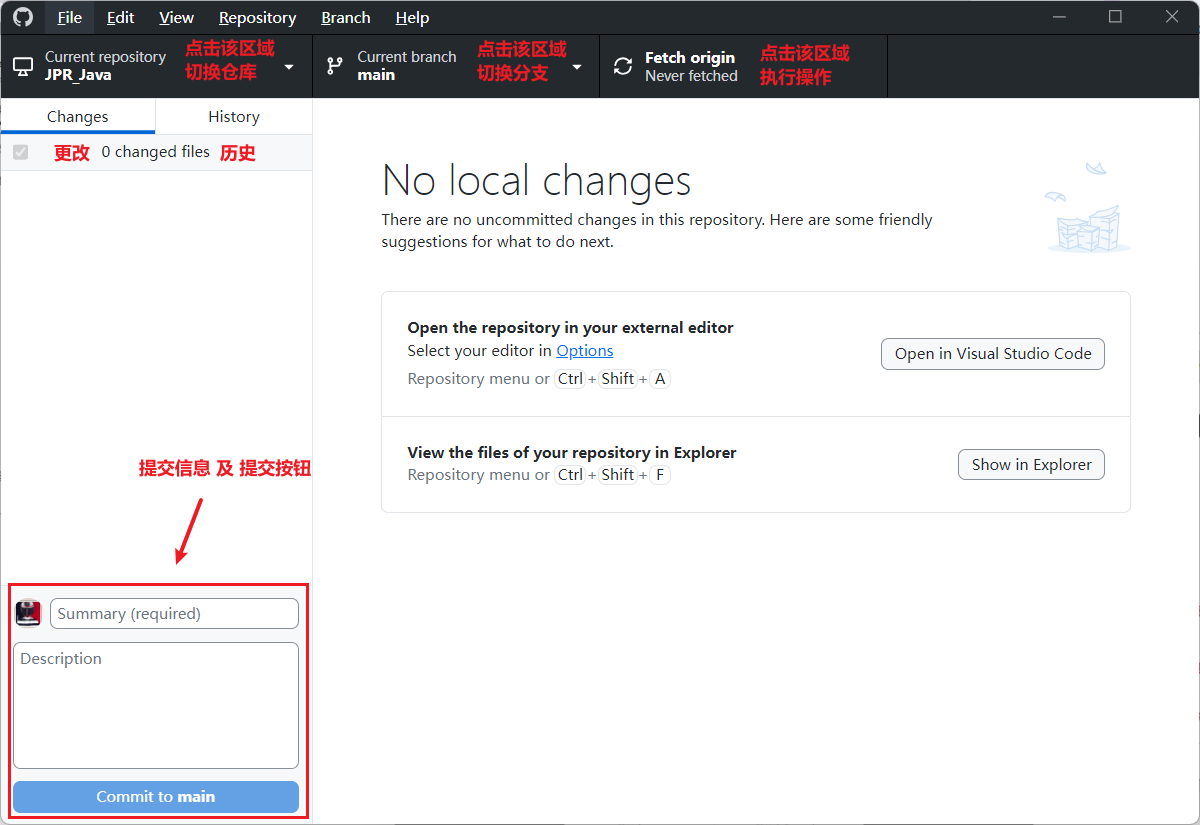 File Edit View Repository Branch Help
Current repository
JPR_Java
点击该区域
切换仓库
Current branch
main
点击该区域
切换分支
Fetch origin
Never fetched
点击该区域
执行操作
Changes History
更改 0 changed files 历史
No local changes
There are no uncommitted changes in this repository. Here are some friendly
suggestions for what to do next.
Open the repository in your external editor
Select your editor in Options
Repository menu or Ctrl + Shift + A
Open in Visual Studio Code
View the files of your repository in Explorer
Repository menu or Ctrl + Shift + F
Show in Explorer
提交信息 及 提交按钮
Summary (required)
Description
Commit to main